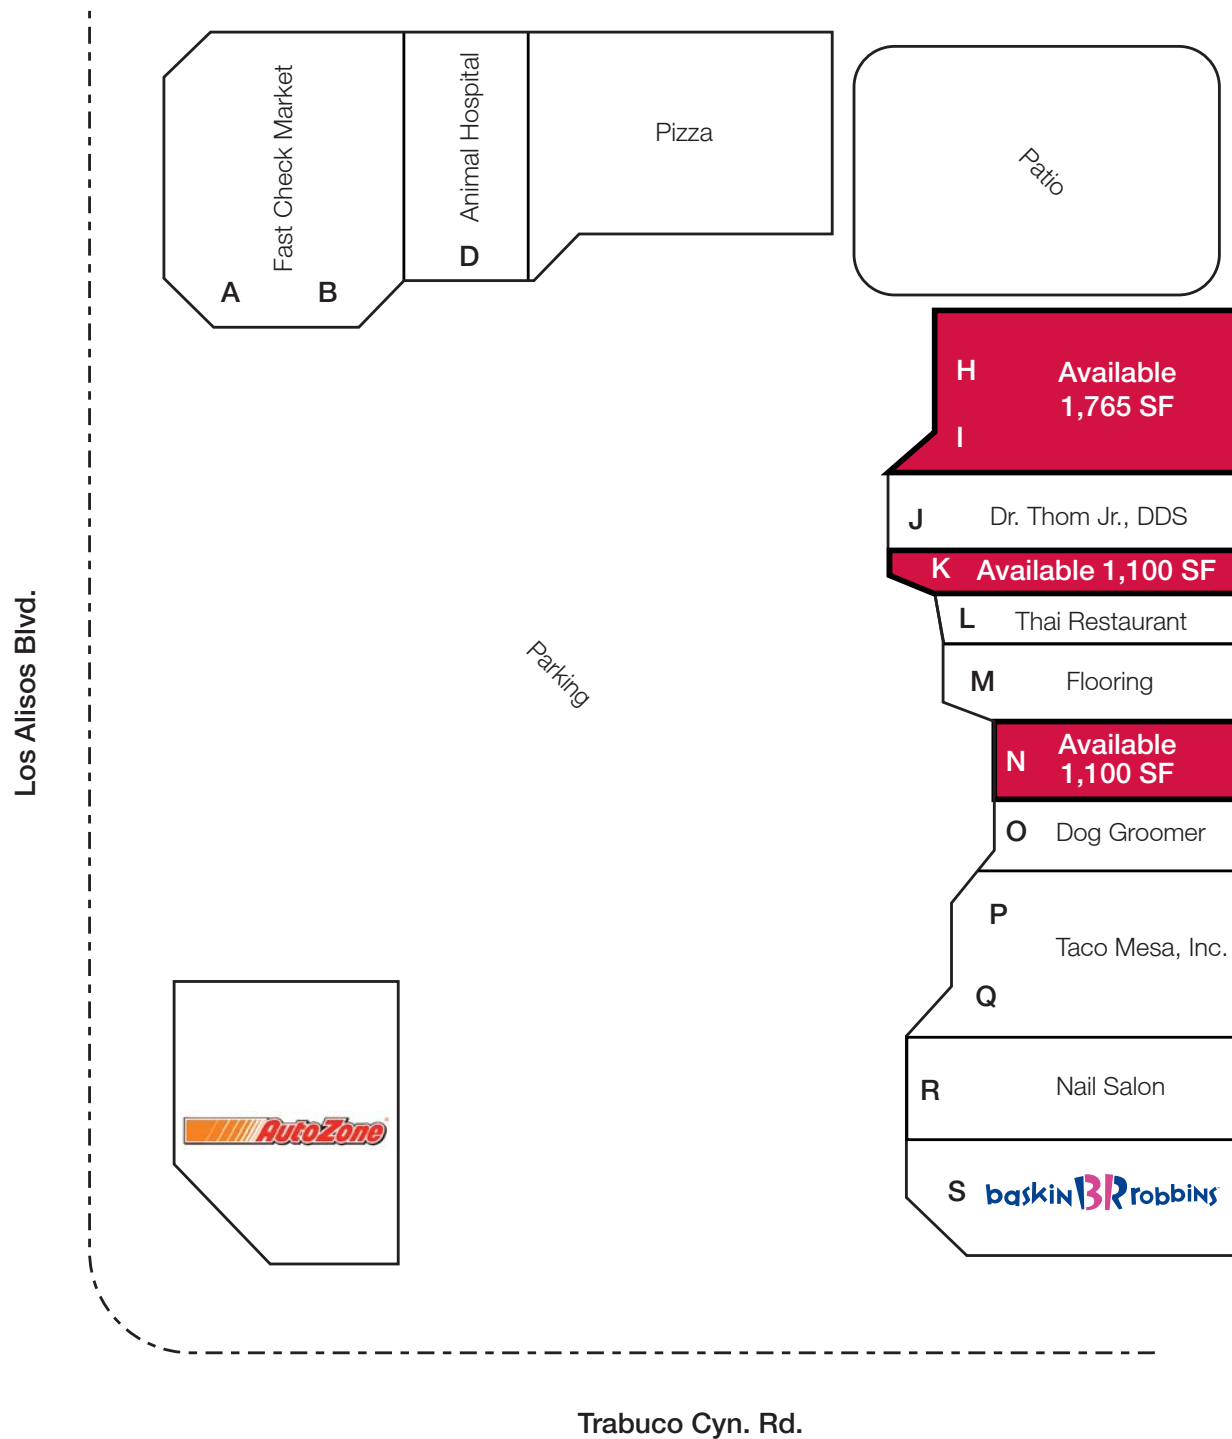 Fast Check Market
A
B
Animal Hospital
D
Pizza
Patio
H
I
Available
1,765 SF
J
Dr. Thom Jr., DDS
K
Available 1,100 SF
L
Thai Restaurant
M
Flooring
N
Available
1,100 SF
O
Dog Groomer
P
Q
Taco Mesa, Inc.
R
Nail Salon
S
baskin BR robbins
Parking
AutoZone
Los Alisos Blvd.
Trabuco Cyn. Rd.